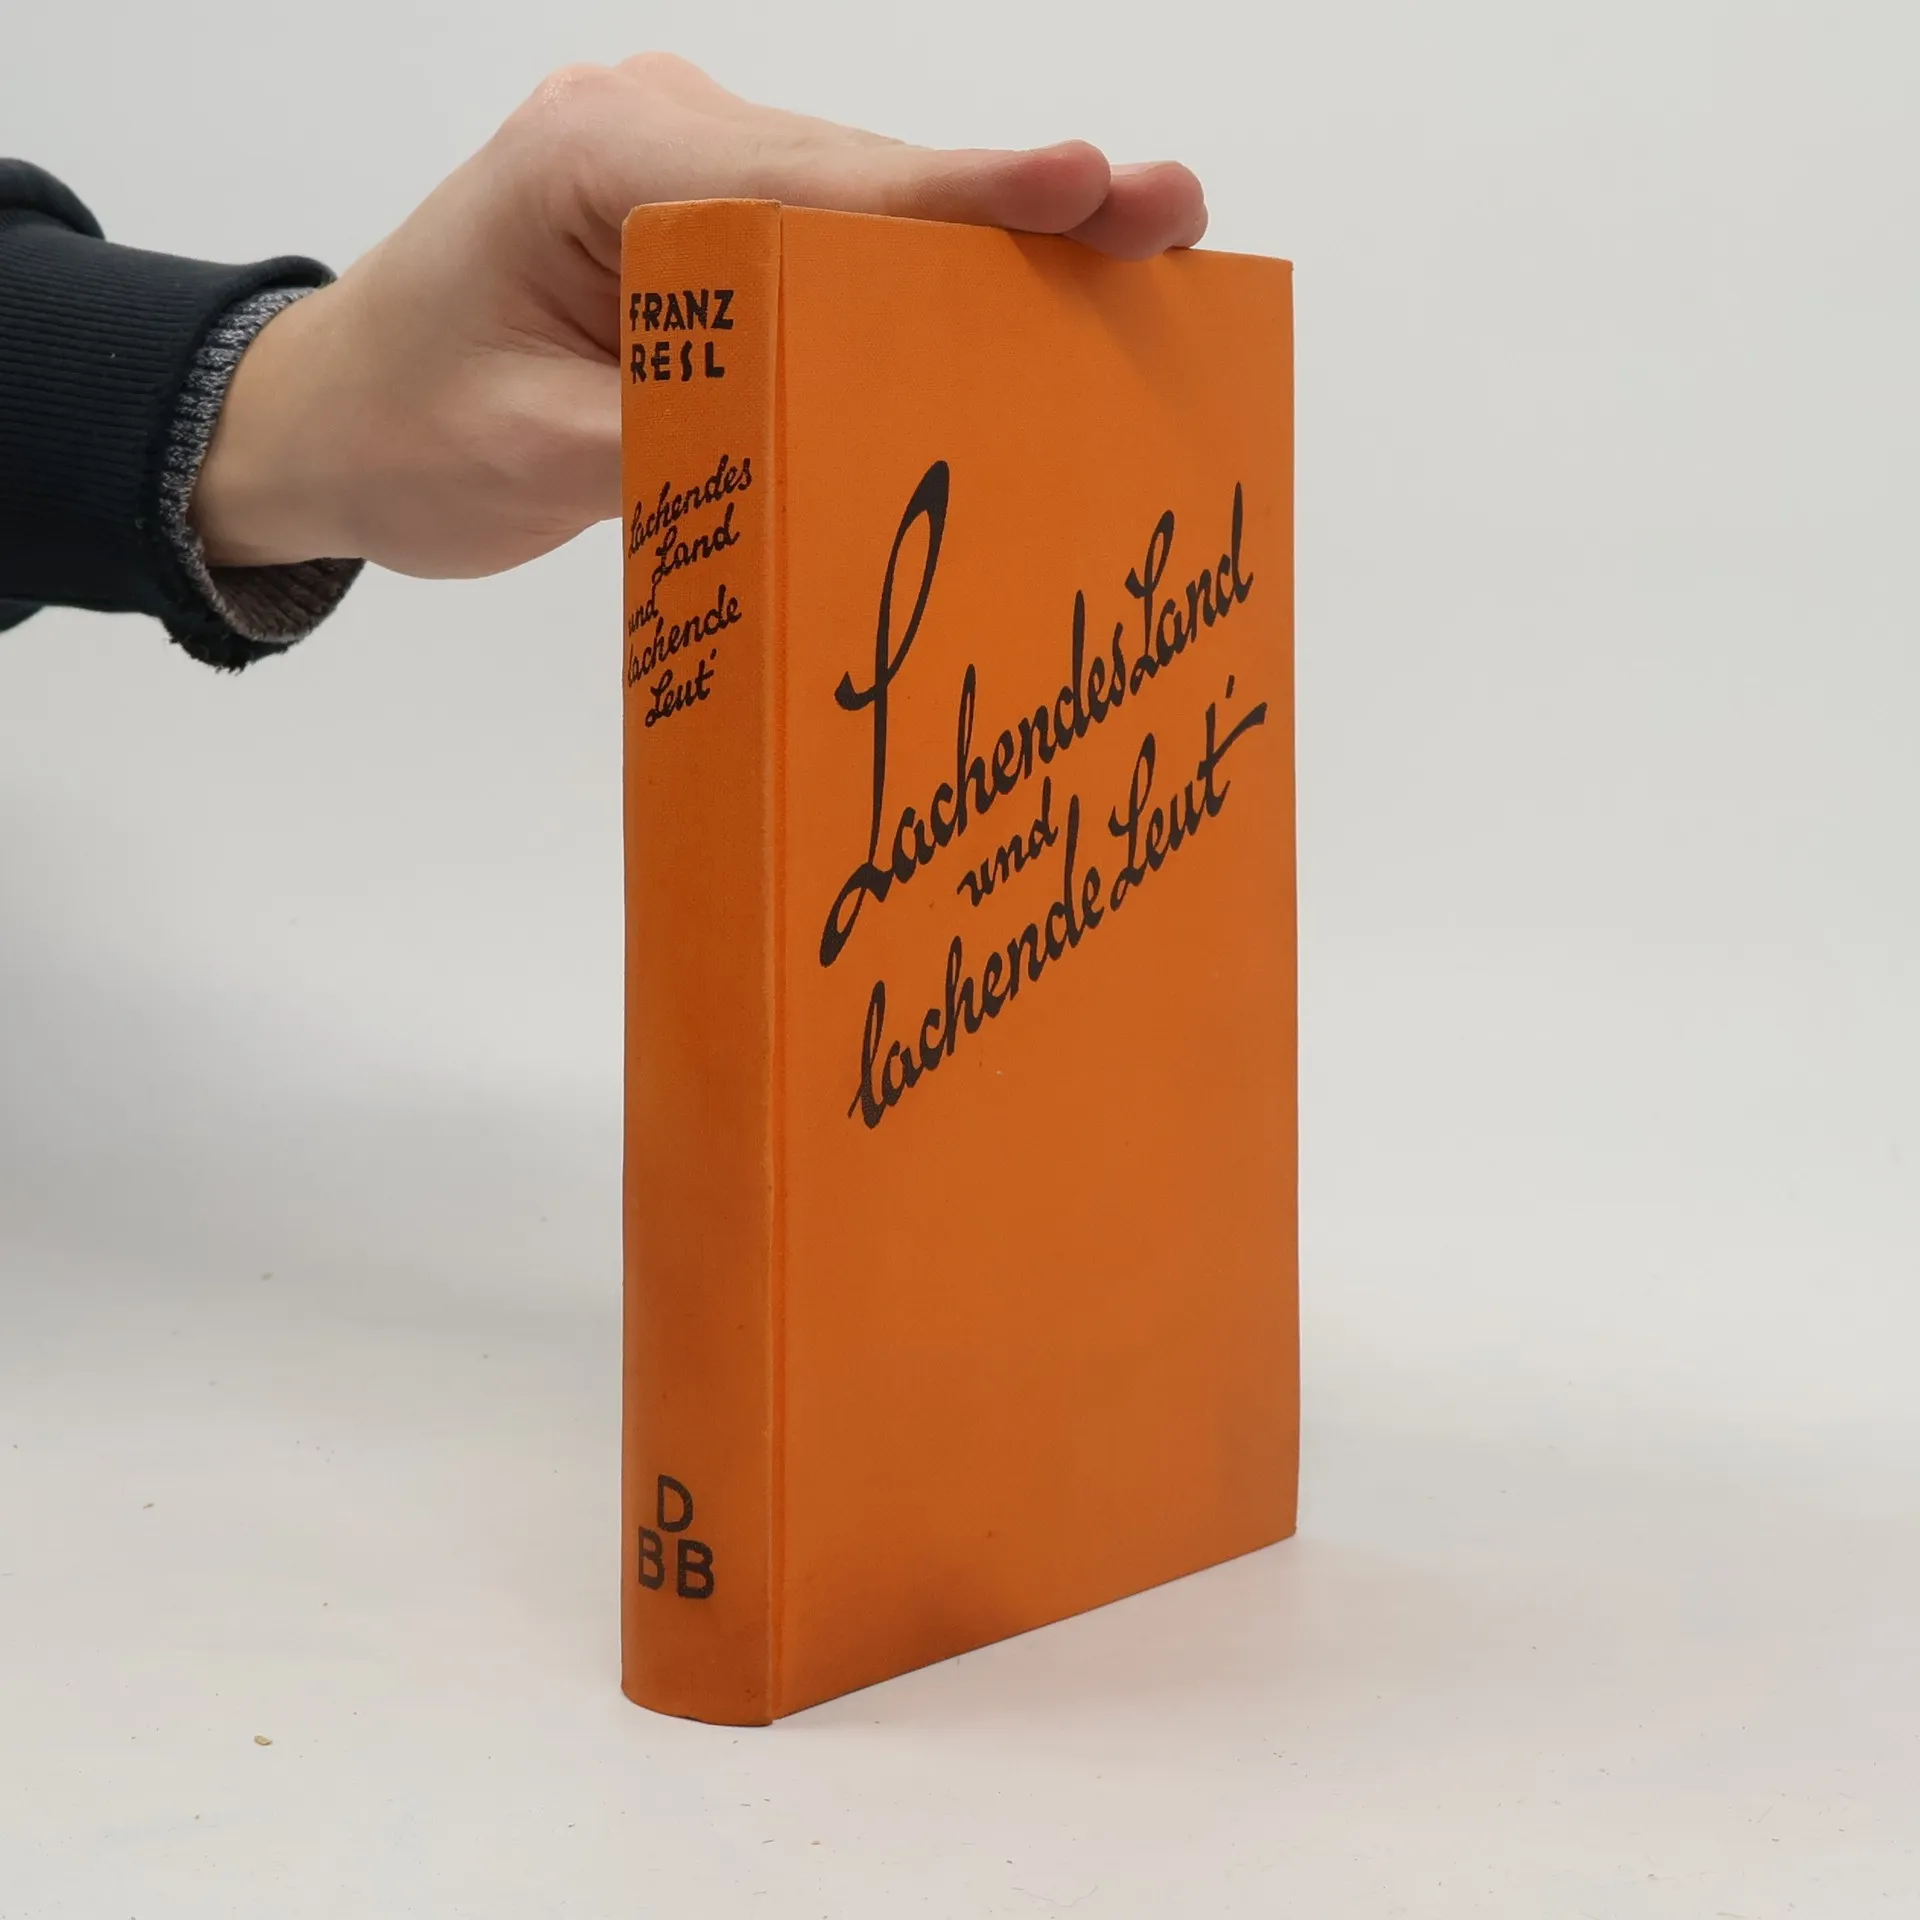 FRANZ
RESL
Lachendes
Land
und
lachende
Leut'
D
BB
Lachendes Land
und
lachende Leut'